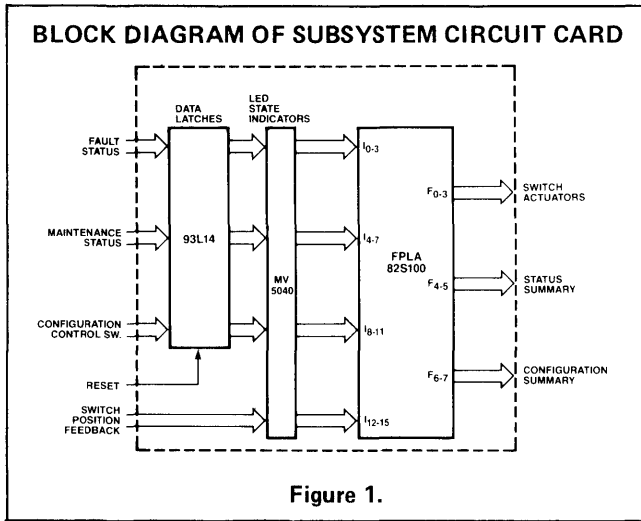 BLOCK DIAGRAM OF SUBSYSTEM CIRCUIT CARD
DATA
LATCHES
LED
STATE
INDICATORS
FAULT
STATUS
MAINTENANCE
STATUS
CONFIGURATION
CONTROL SW.
RESET
SWITCH
POSITION
FEEDBACK
93L14
MV
5040
I0-3
I4-7
I8-11
I12-15
FPLA
82S100
F0-3
F4-5
F6-7
SWITCH
ACTUATORS
STATUS
SUMMARY
CONFIGURATION
SUMMARY
Figure 1.